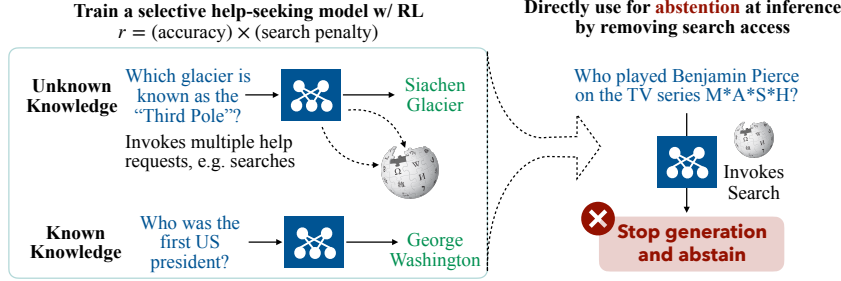 Train a selective help-seeking model w/ RL
r = (accuracy) × (search penalty)
Unknown
Knowledge
Which glacier is
known as the
“Third Pole”?
Siachen
Glacier
Invokes multiple help
requests, e.g. searches
Known
Knowledge
Who was the
first US
president?
George
Washington
Directly use for abstention at inference
by removing search access
Who played Benjamin Pierce
on the TV series M*A*S*H?
Invokes
Search
Stop generation
and abstain